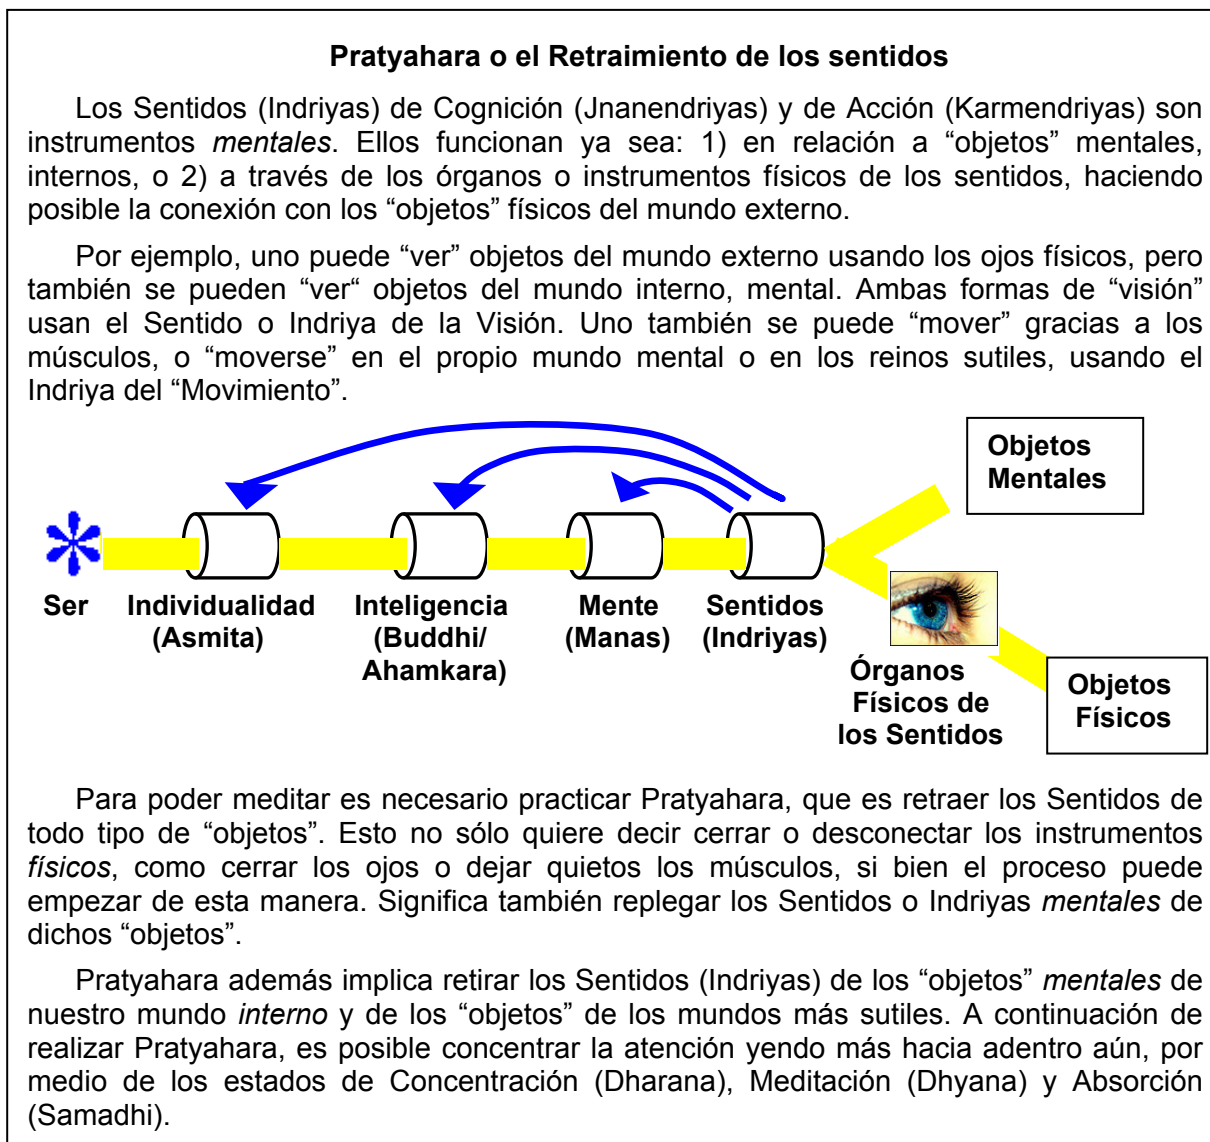 Pratyahara o el Retraimiento de los sentidos
Los Sentidos (Indriyas) de Cognición (Jnanendriyas) y de Acción (Karmendriyas) son
instrumentos mentales. Ellos funcionan ya sea: 1) en relación a “objetos” mentales,
internos, o 2) a través de los órganos o instrumentos físicos de los sentidos, haciendo
posible la conexión con los “objetos” físicos del mundo externo.
Por ejemplo, uno puede “ver” objetos del mundo externo usando los ojos físicos, pero
también se pueden “ver“ objetos del mundo interno, mental. Ambas formas de “visión”
usan el Sentido o Indriya de la Visión. Uno también se puede “mover” gracias a los
músculos, o “moverse” en el propio mundo mental o en los reinos sutiles, usando el
Indriya del “Movimiento”.
Objetos
Mentales
Ser
Individualidad
(Asmita)
Inteligencia
(Buddhi/
Ahamkara)
Mente
(Manas)
Sentidos
(Indriyas)
Órganos
Físicos de
los Sentidos
Objetos
Físicos
Para poder meditar es necesario practicar Pratyahara, que es retraer los Sentidos de
todo tipo de “objetos”. Esto no sólo quiere decir cerrar o desconectar los instrumentos
físicos, como cerrar los ojos o dejar quietos los músculos, si bien el proceso puede
empezar de esta manera. Significa también replegar los Sentidos o Indriyas mentales de
dichos “objetos”.
Pratyahara además implica retirar los Sentidos (Indriyas) de los “objetos” mentales de
nuestro mundo interno y de los “objetos” de los mundos más sutiles. A continuación de
realizar Pratyahara, es posible concentrar la atención yendo más hacia adentro aún, por
medio de los estados de Concentración (Dharana), Meditación (Dhyana) y Absorción
(Samadhi).